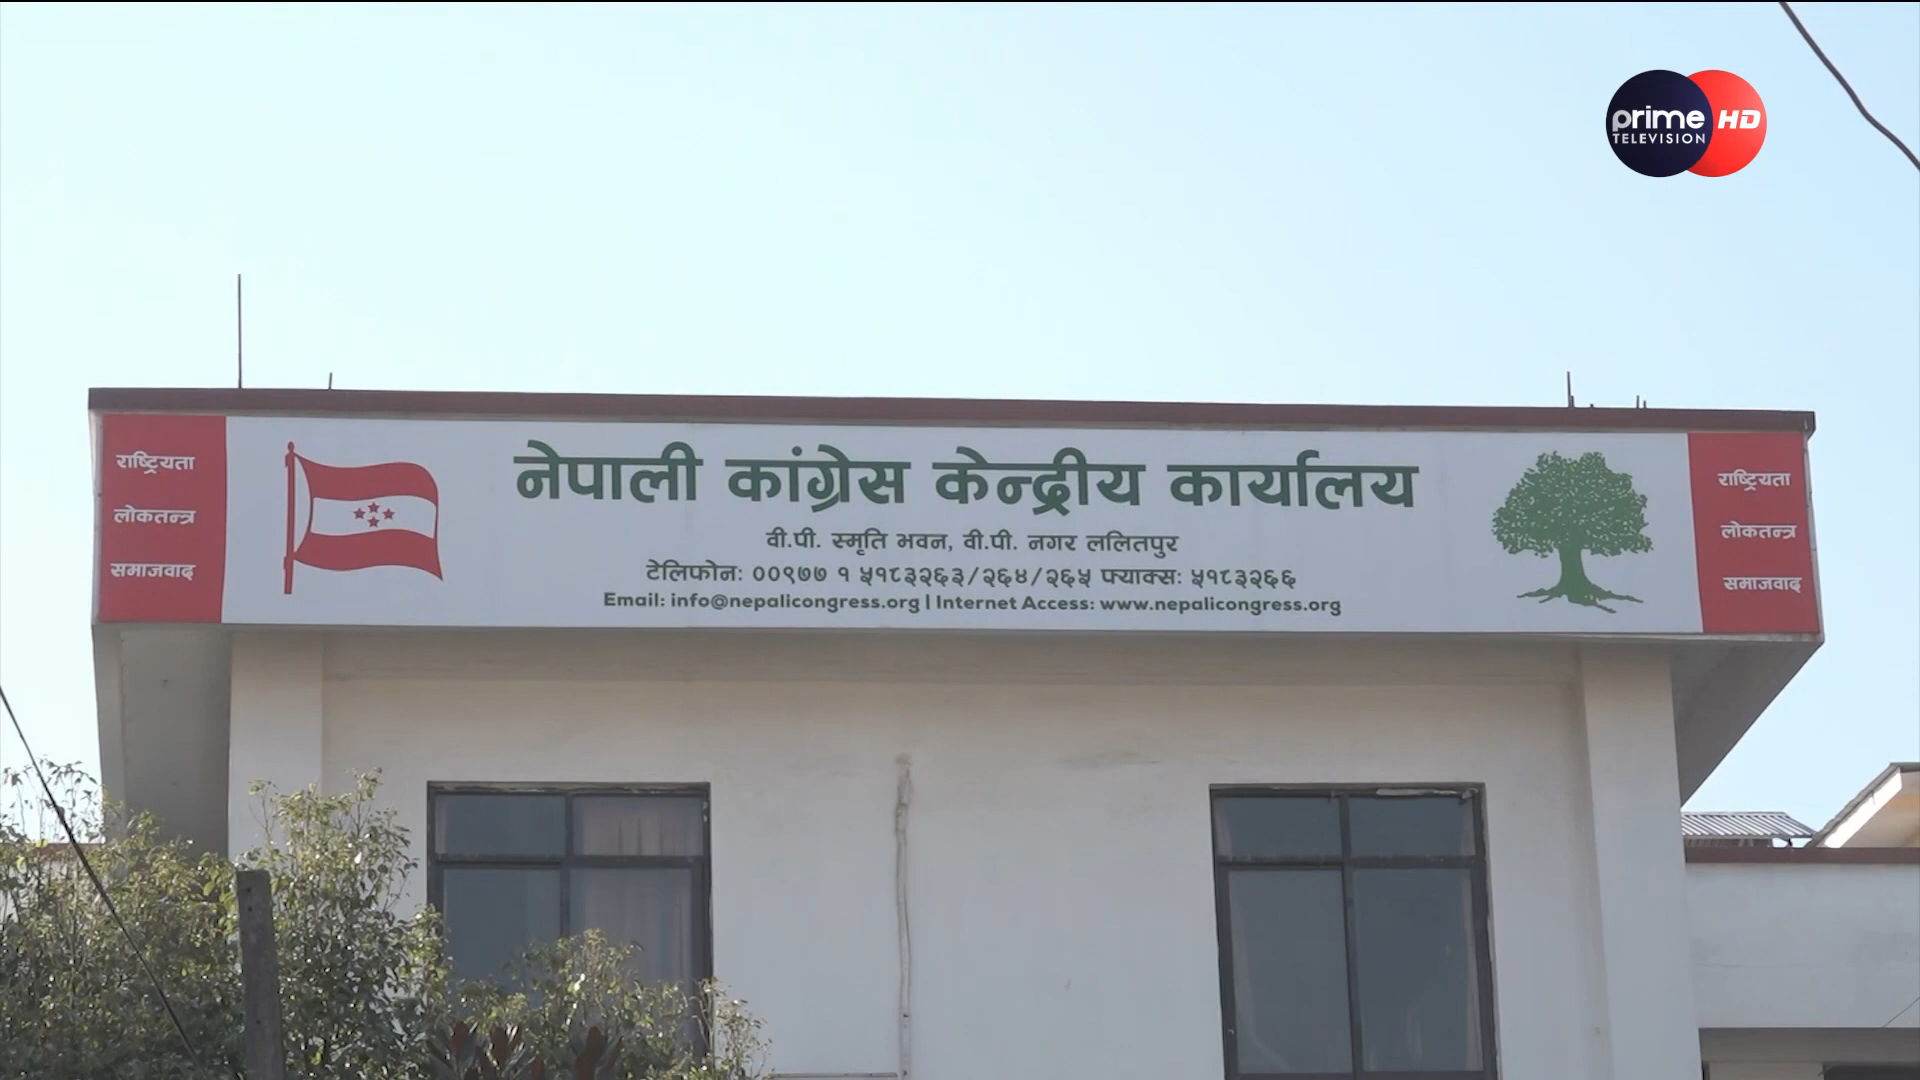 prime HD
TELEVISION
राष्ट्रियता
लोकतन्त्र
समाजवाद
नेपाली कांग्रेस केन्द्रीय कार्यालय
वी.पी. स्मृति भवन, वी.पी. नगर ललितपुर
टेलिफोन: ००९७७ १ ५१८३२६३/२६४/२६५ फ्याक्स: ५१८३२६६
Email: info@nepalicongress.org | Internet Access: www.nepalicongress.org
राष्ट्रियता
लोकतन्त्र
समाजवाद